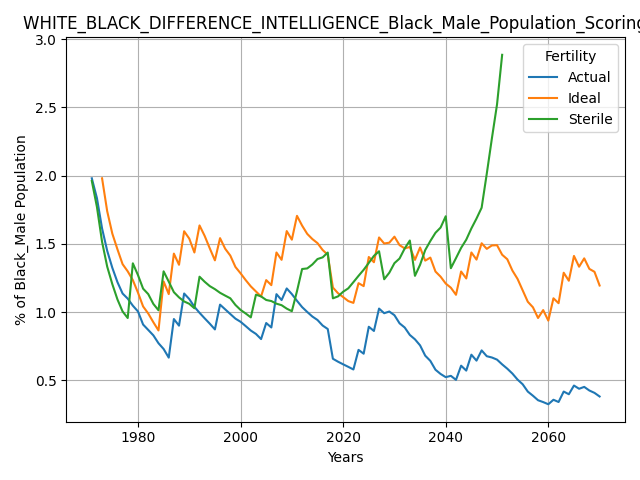 WHITE_BLACK_DIFFERENCE_INTELLIGENCE_Black_Male_Population_Scoring
3.0
2.5
2.0
1.5
1.0
0.5
% of Black_Male Population
Fertility
Actual
Ideal
Sterile
1980 2000 2020 2040 2060
Years